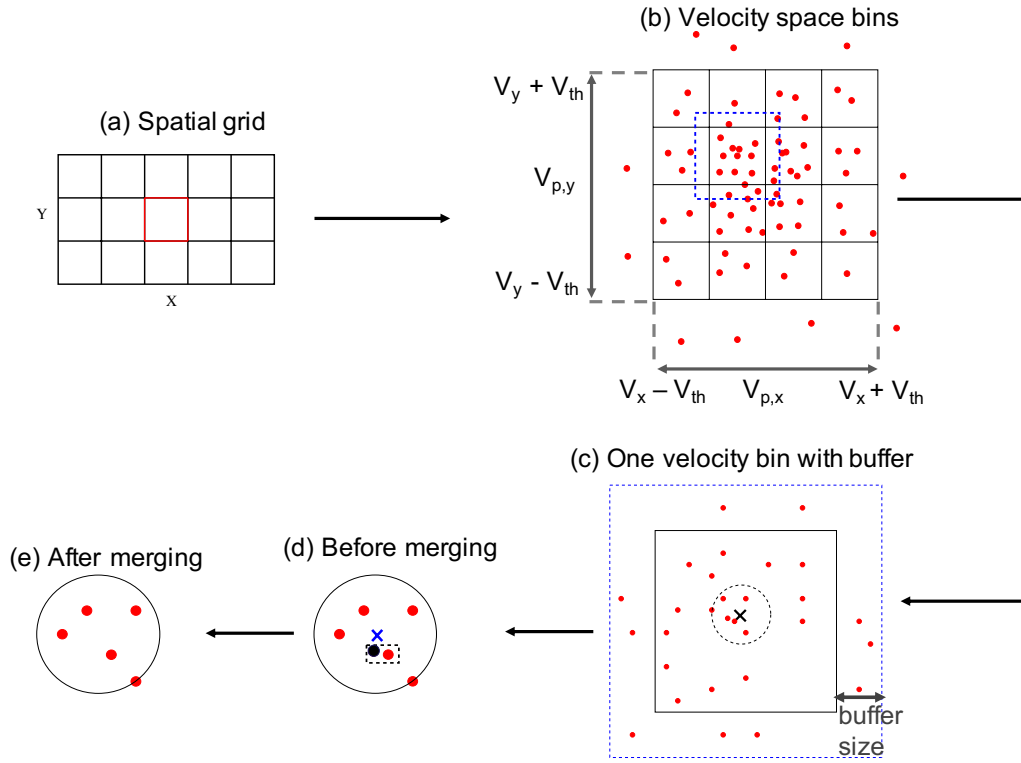 (b) Velocity space bins
V_y + V_th
(a) Spatial grid
V_p,y
Y
V_y - V_th
X
V_x – V_th V_p,x V_x + V_th
(c) One velocity bin with buffer
(e) After merging
(d) Before merging
buffer
size